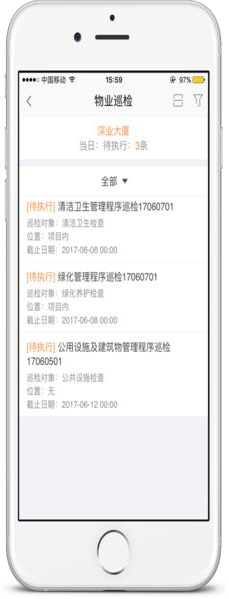 中国移动 15:59 97%
物业巡检
深业大厦
当日：待执行：3条
全部
[待执行] 清洁卫生管理程序巡检17060701
巡检对象：清洁卫生检查
位置：项目内
截止日期：2017-06-08 00:00
[待执行] 绿化管理程序巡检17060701
巡检对象：绿化养护检查
位置：项目内
截止日期：2017-06-08 00:00
[待执行] 公用设施及建筑物管理程序巡检
17060501
巡检对象：公共设施检查
位置：无
截止日期：2017-06-12 00:00